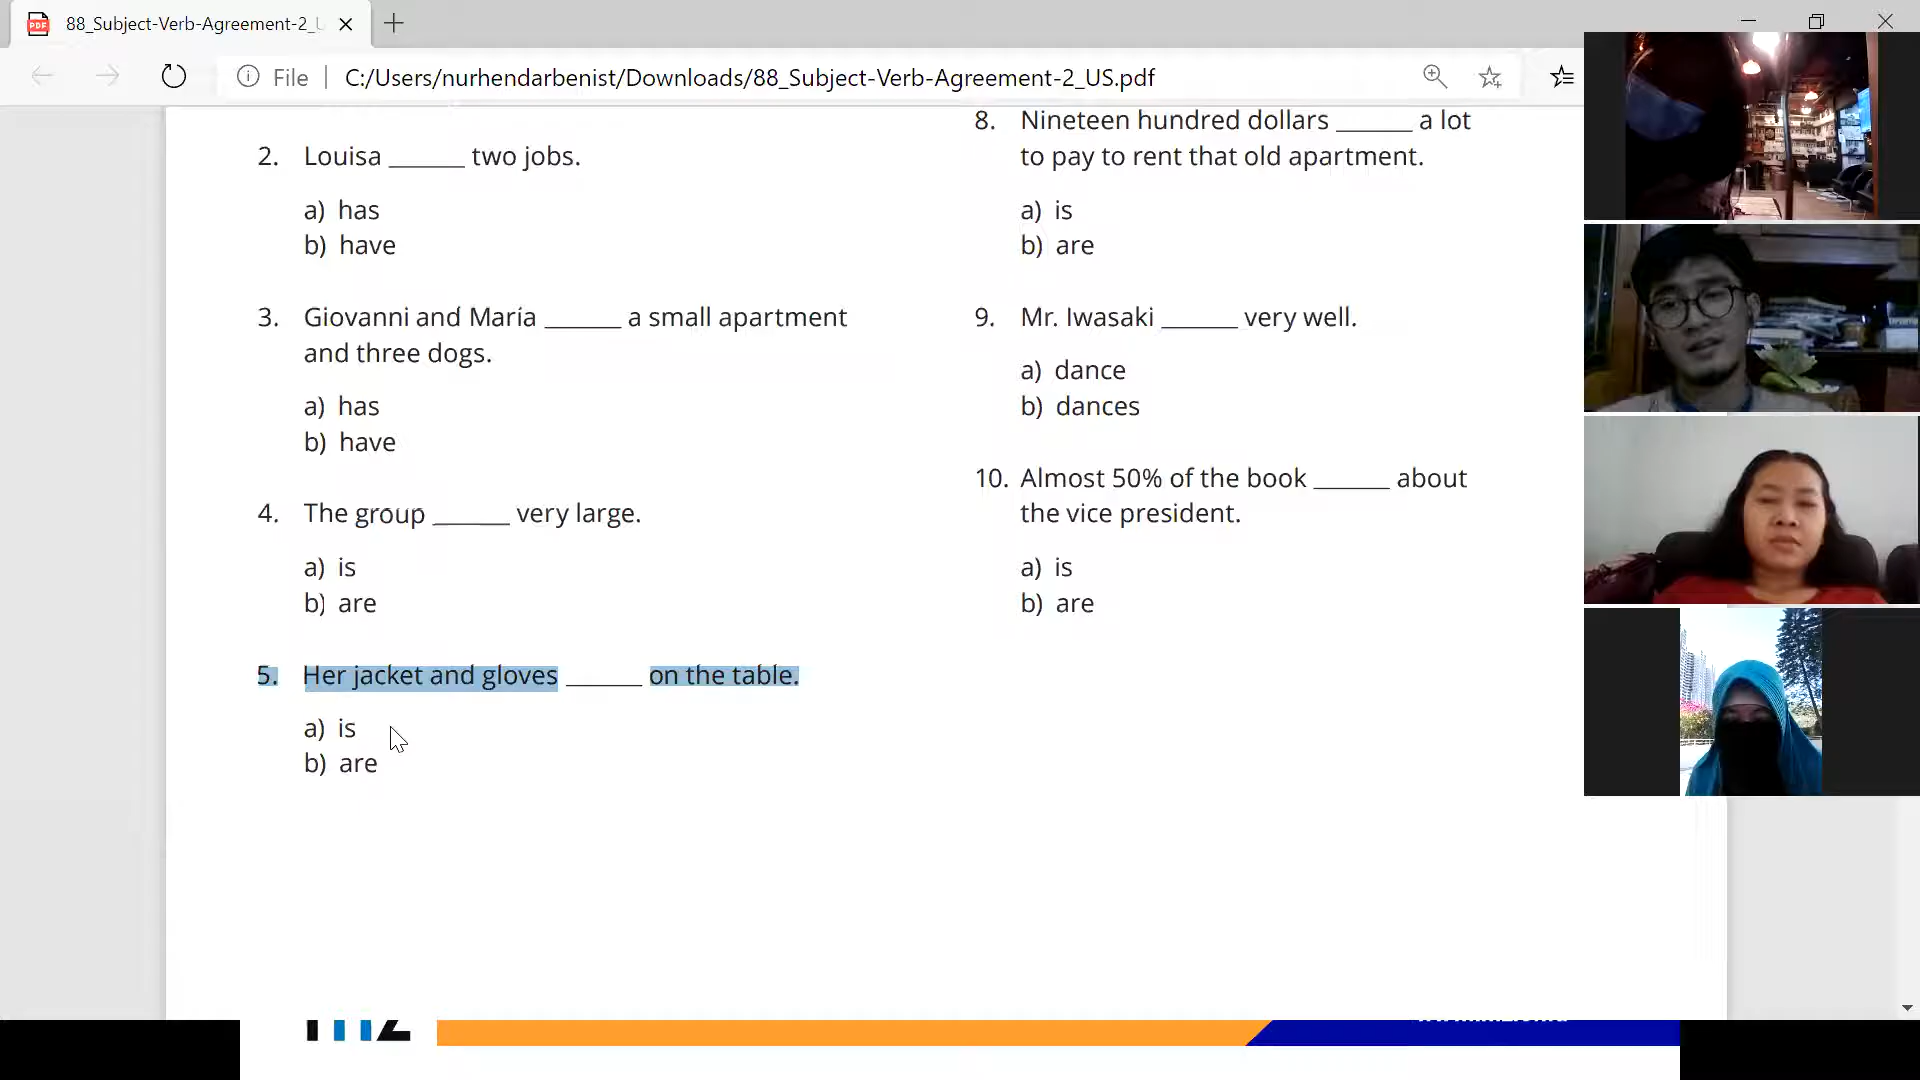 88_Subject-Verb-Agreement-2_U
File | C:/Users/nurhendarbenist/Downloads/88_Subject-Verb-Agreement-2_US.pdf
2. Louisa ______ two jobs.
a) has
b) have
3. Giovanni and María ______ a small apartment
and three dogs.
a) has
b) have
4. The group ______ very large.
a) is
b) are
5. Her jacket and gloves ______ on the table.
a) is
b) are
8. Nineteen hundred dollars ______ a lot
to pay to rent that old apartment.
a) is
b) are
9. Mr. Iwasaki ______ very well.
a) dance
b) dances
10. Almost 50% of the book ______ about
the vice president.
a) is
b) are